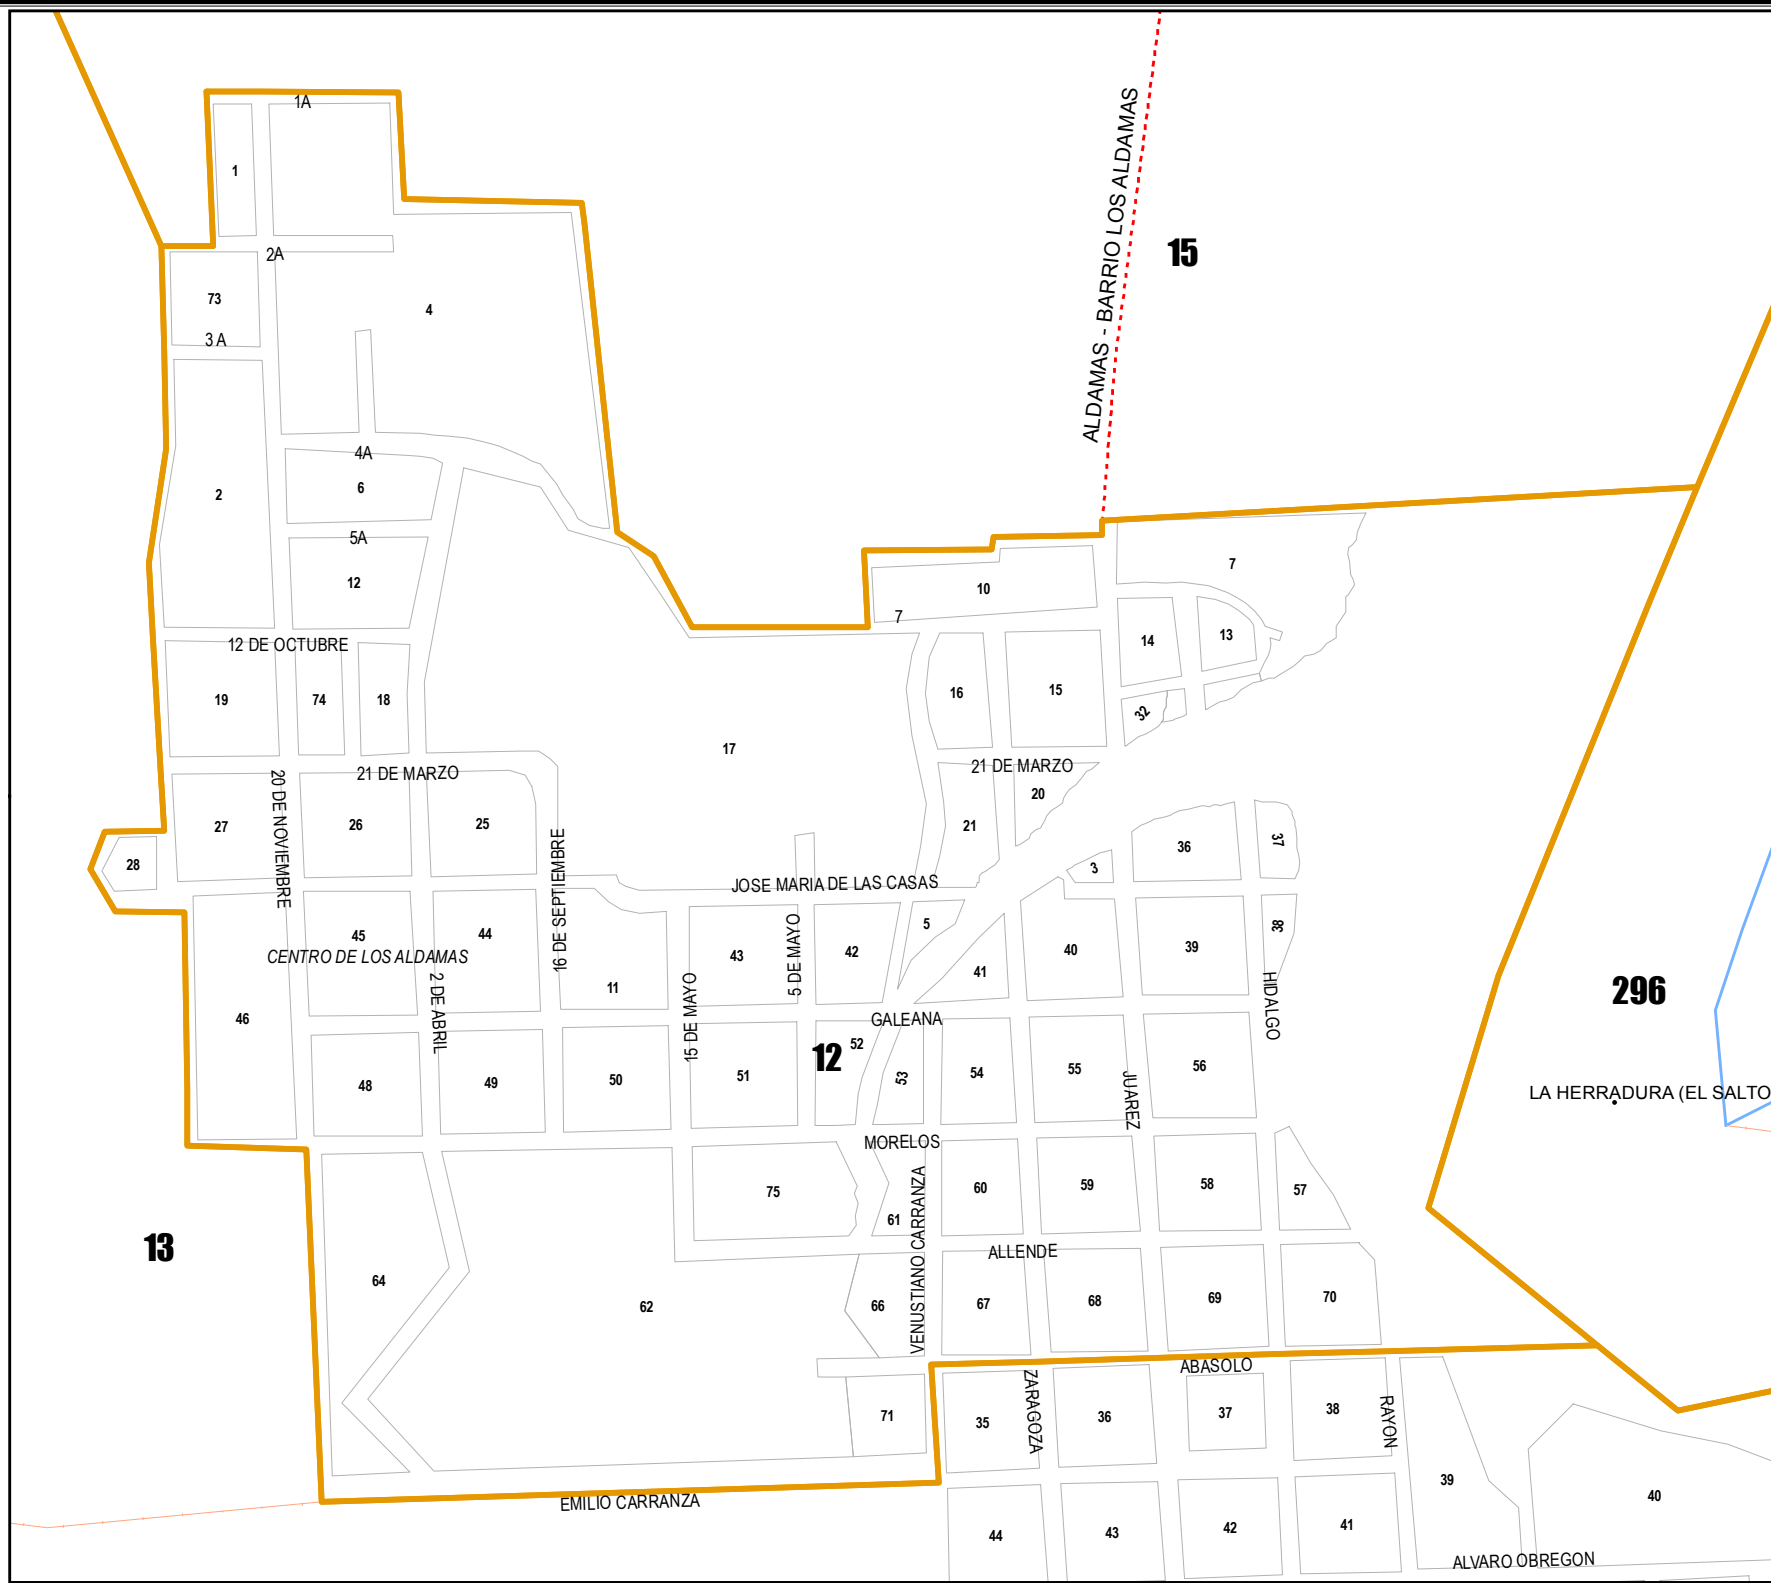 1A
1
ALDAMAS - BARRIO LOS ALDAMAS
15
2A
73
4
3 A
4A
6
2
5A
12
7
10
7
12 DE OCTUBRE
14
13
19
74
18
16
15
32
17
21 DE MARZO
21 DE MARZO
20 DE NOVIEMBRE
20
27
26
25
21
28
16 DE SEPTIEMBRE
36
37
3
JOSE MARIA DE LAS CASAS
45
44
5
38
CENTRO DE LOS ALDAMAS
43
5 DE MAYO
42
40
39
41
11
296
46
2 DE ABRIL
15 DE MAYO
GALEANA
HIDALGO
12
52
48
49
50
51
53
54
55
56
JUAREZ
LA HERRADURA (EL SALTO
MORELOS
75
60
59
58
57
61
VENUSTIANO CARRANZA
13
ALLENDE
64
62
66
67
68
69
70
ABASOLO
71
35
ZARAGOZA
36
37
38
RAYON
39
40
EMILIO CARRANZA
44
43
42
41
ALVARO OBREGON